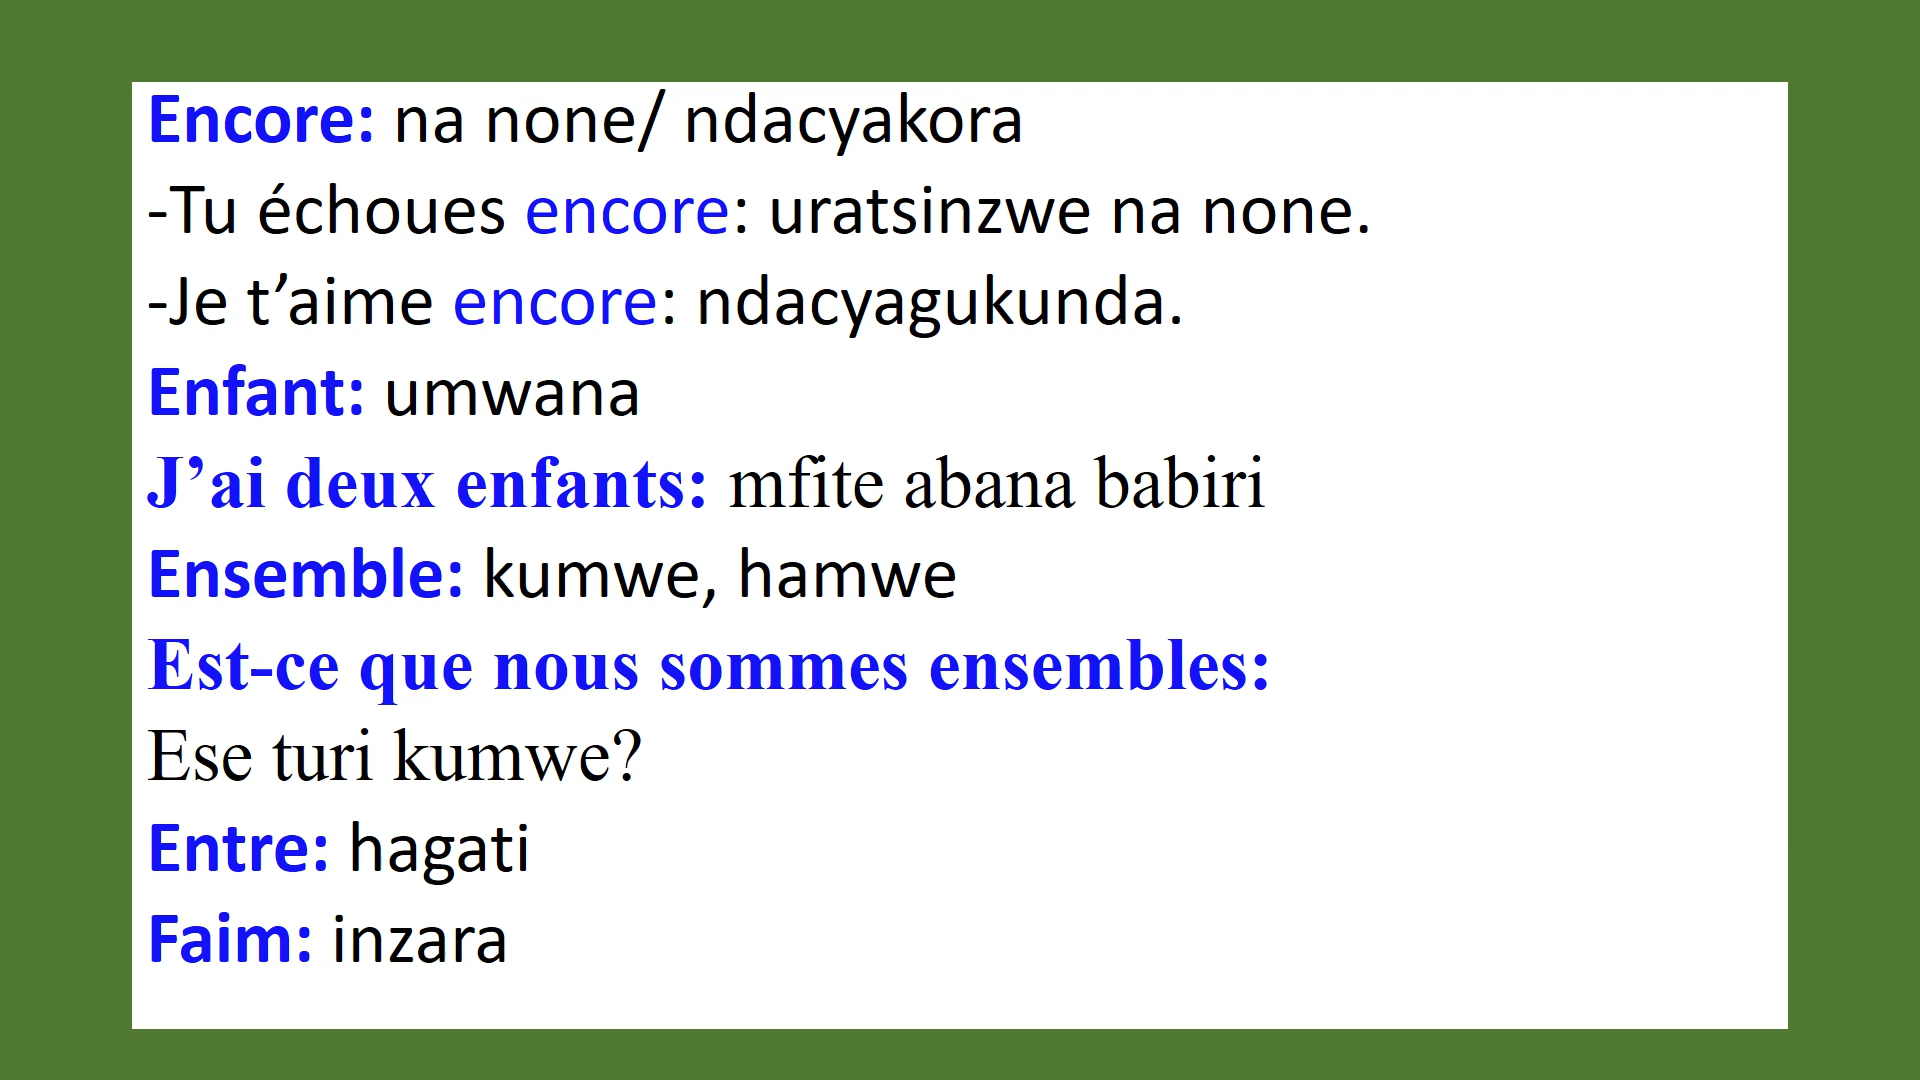 Encore: na none/ ndacyakora
-Tu échoues encore: uratsinzwe na none.
-Je t’aime encore: ndacyagukunda.
Enfant: umwana
J’ai deux enfants: mfite abana babiri
Ensemble: kumwe, hamwe
Est-ce que nous sommes ensembles:
Ese turi kumwe?
Entre: hagati
Faim: inzara